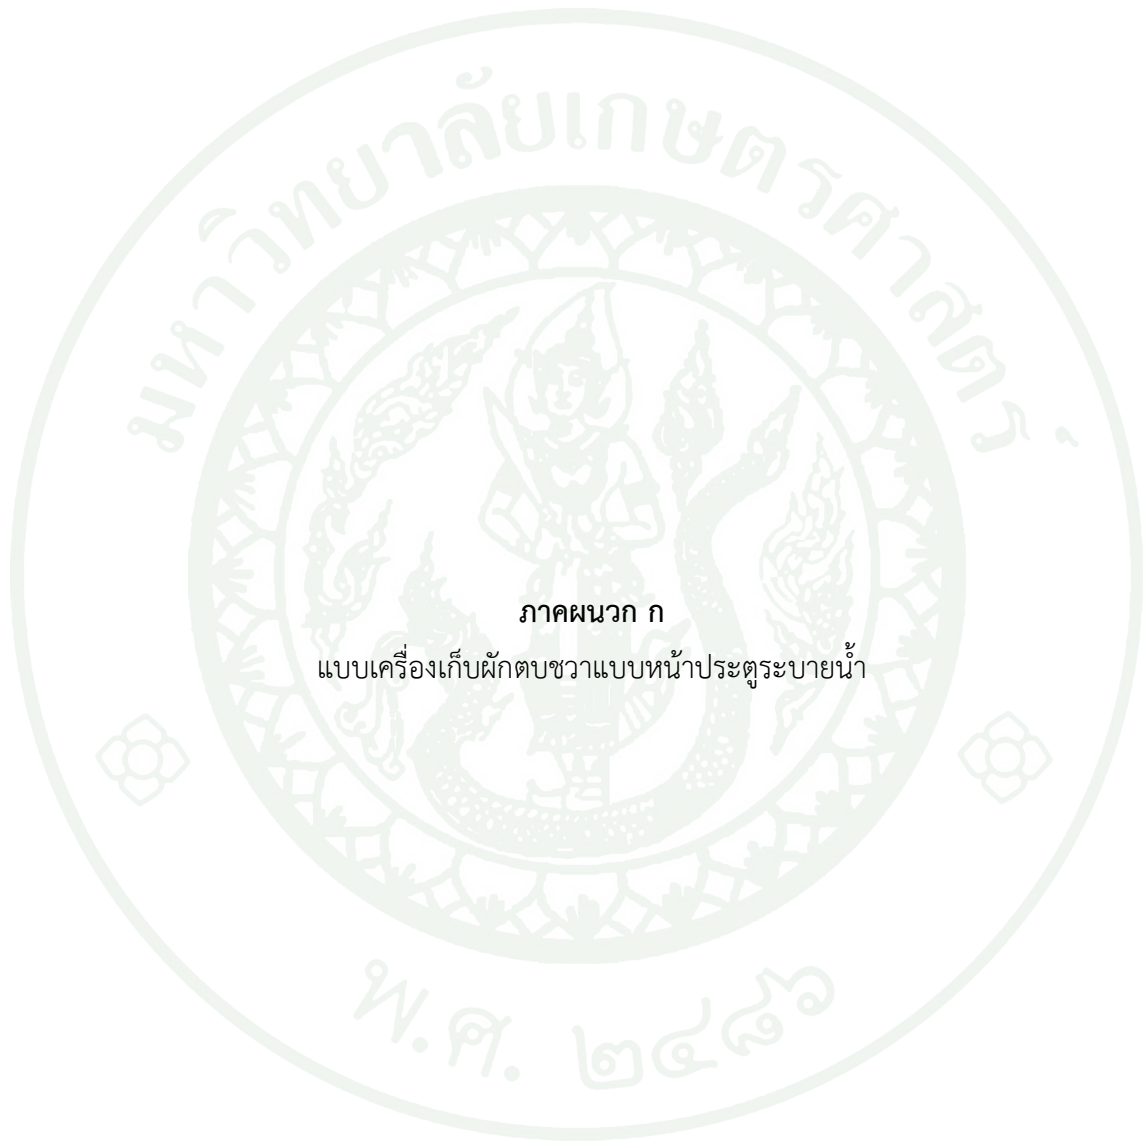 มหาวิทยาลัยเกษตรศาสตร์
ภาคผนวก ก
แบบเครื่องเก็บผักตบชวาแบบหน้าประตูระบายน้ำ
พ.ศ. ๒๔๘๖